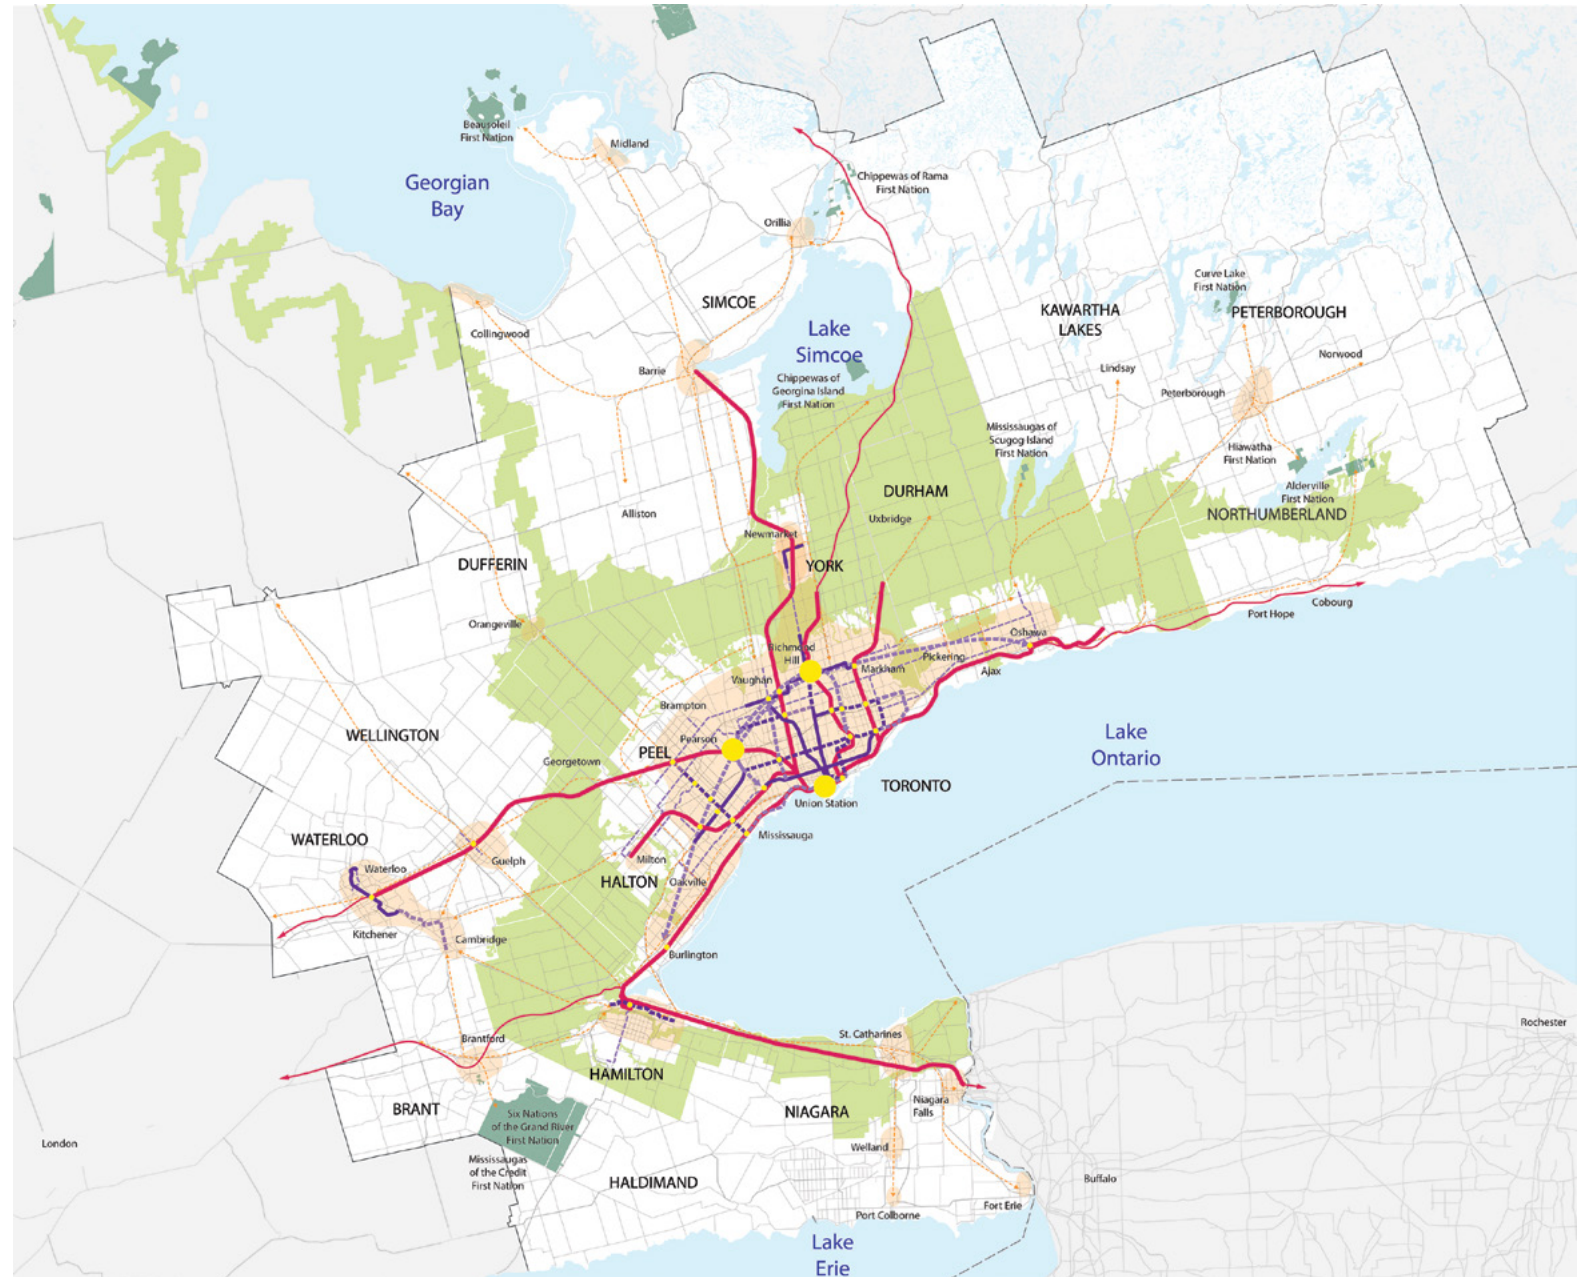 Beausoleil
First Nation
Midland
Georgian
Bay
Chippewas of Rama
First Nation
Orillia
Curve Lake
First Nation
SIMCOE
KAWARTHA
LAKES
PETERBOROUGH
Collingwood
Lake
Simcoe
Norwood
Barrie
Lindsay
Chippewas of
Georgina Island
First Nation
Peterborough
Mississaugas of
Scugog Island
First Nation
Hiawatha
First Nation
Alderville
First Nation
DURHAM
Alliston
Uxbridge
NORTHUMBERLAND
Newmarket
DUFFERIN
YORK
Cobourg
Port Hope
Orangeville
Oshawa
Richmond
Hill
Pickering
Markham
Ajax
Vaughan
Brampton
WELLINGTON
Pearson
PEEL
Lake
Ontario
Georgetown
TORONTO
Union Station
Mississauga
WATERLOO
Waterloo
Guelph
Milton
HALTON
Oakville
Kitchener
Cambridge
Burlington
Rochester
St. Catharines
Brantford
HAMILTON
BRANT
NIAGARA
Niagara
Falls
Six Nations
of the Grand River
First Nation
London
Welland
Mississaugas
of the Credit
First Nation
HALDIMAND
Buffalo
Fort Erie
Port Colborne
Lake
Erie